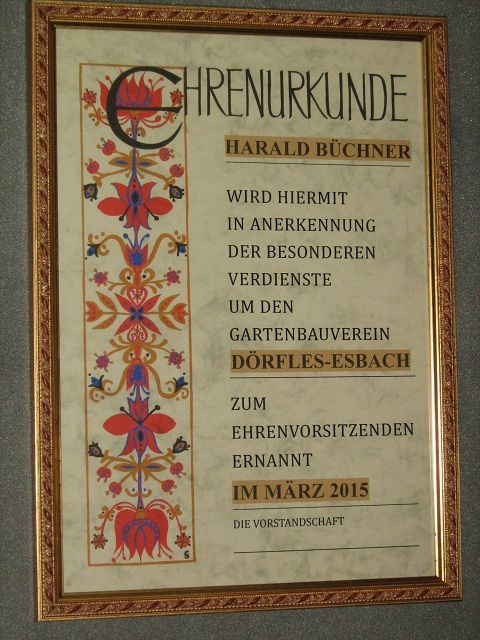 EHRENURKUNDE
HARALD BÜCHNER
WIRD HIERMIT
IN ANERKENNUNG
DER BESONDEREN
VERDIENSTE
UM DEN
GARTENBAUVEREIN
DÖRFLES-ESBACH
ZUM
EHRENVORSITZENDEN
ERNANNT
IM MÄRZ 2015
DIE VORSTANDSCHAFT